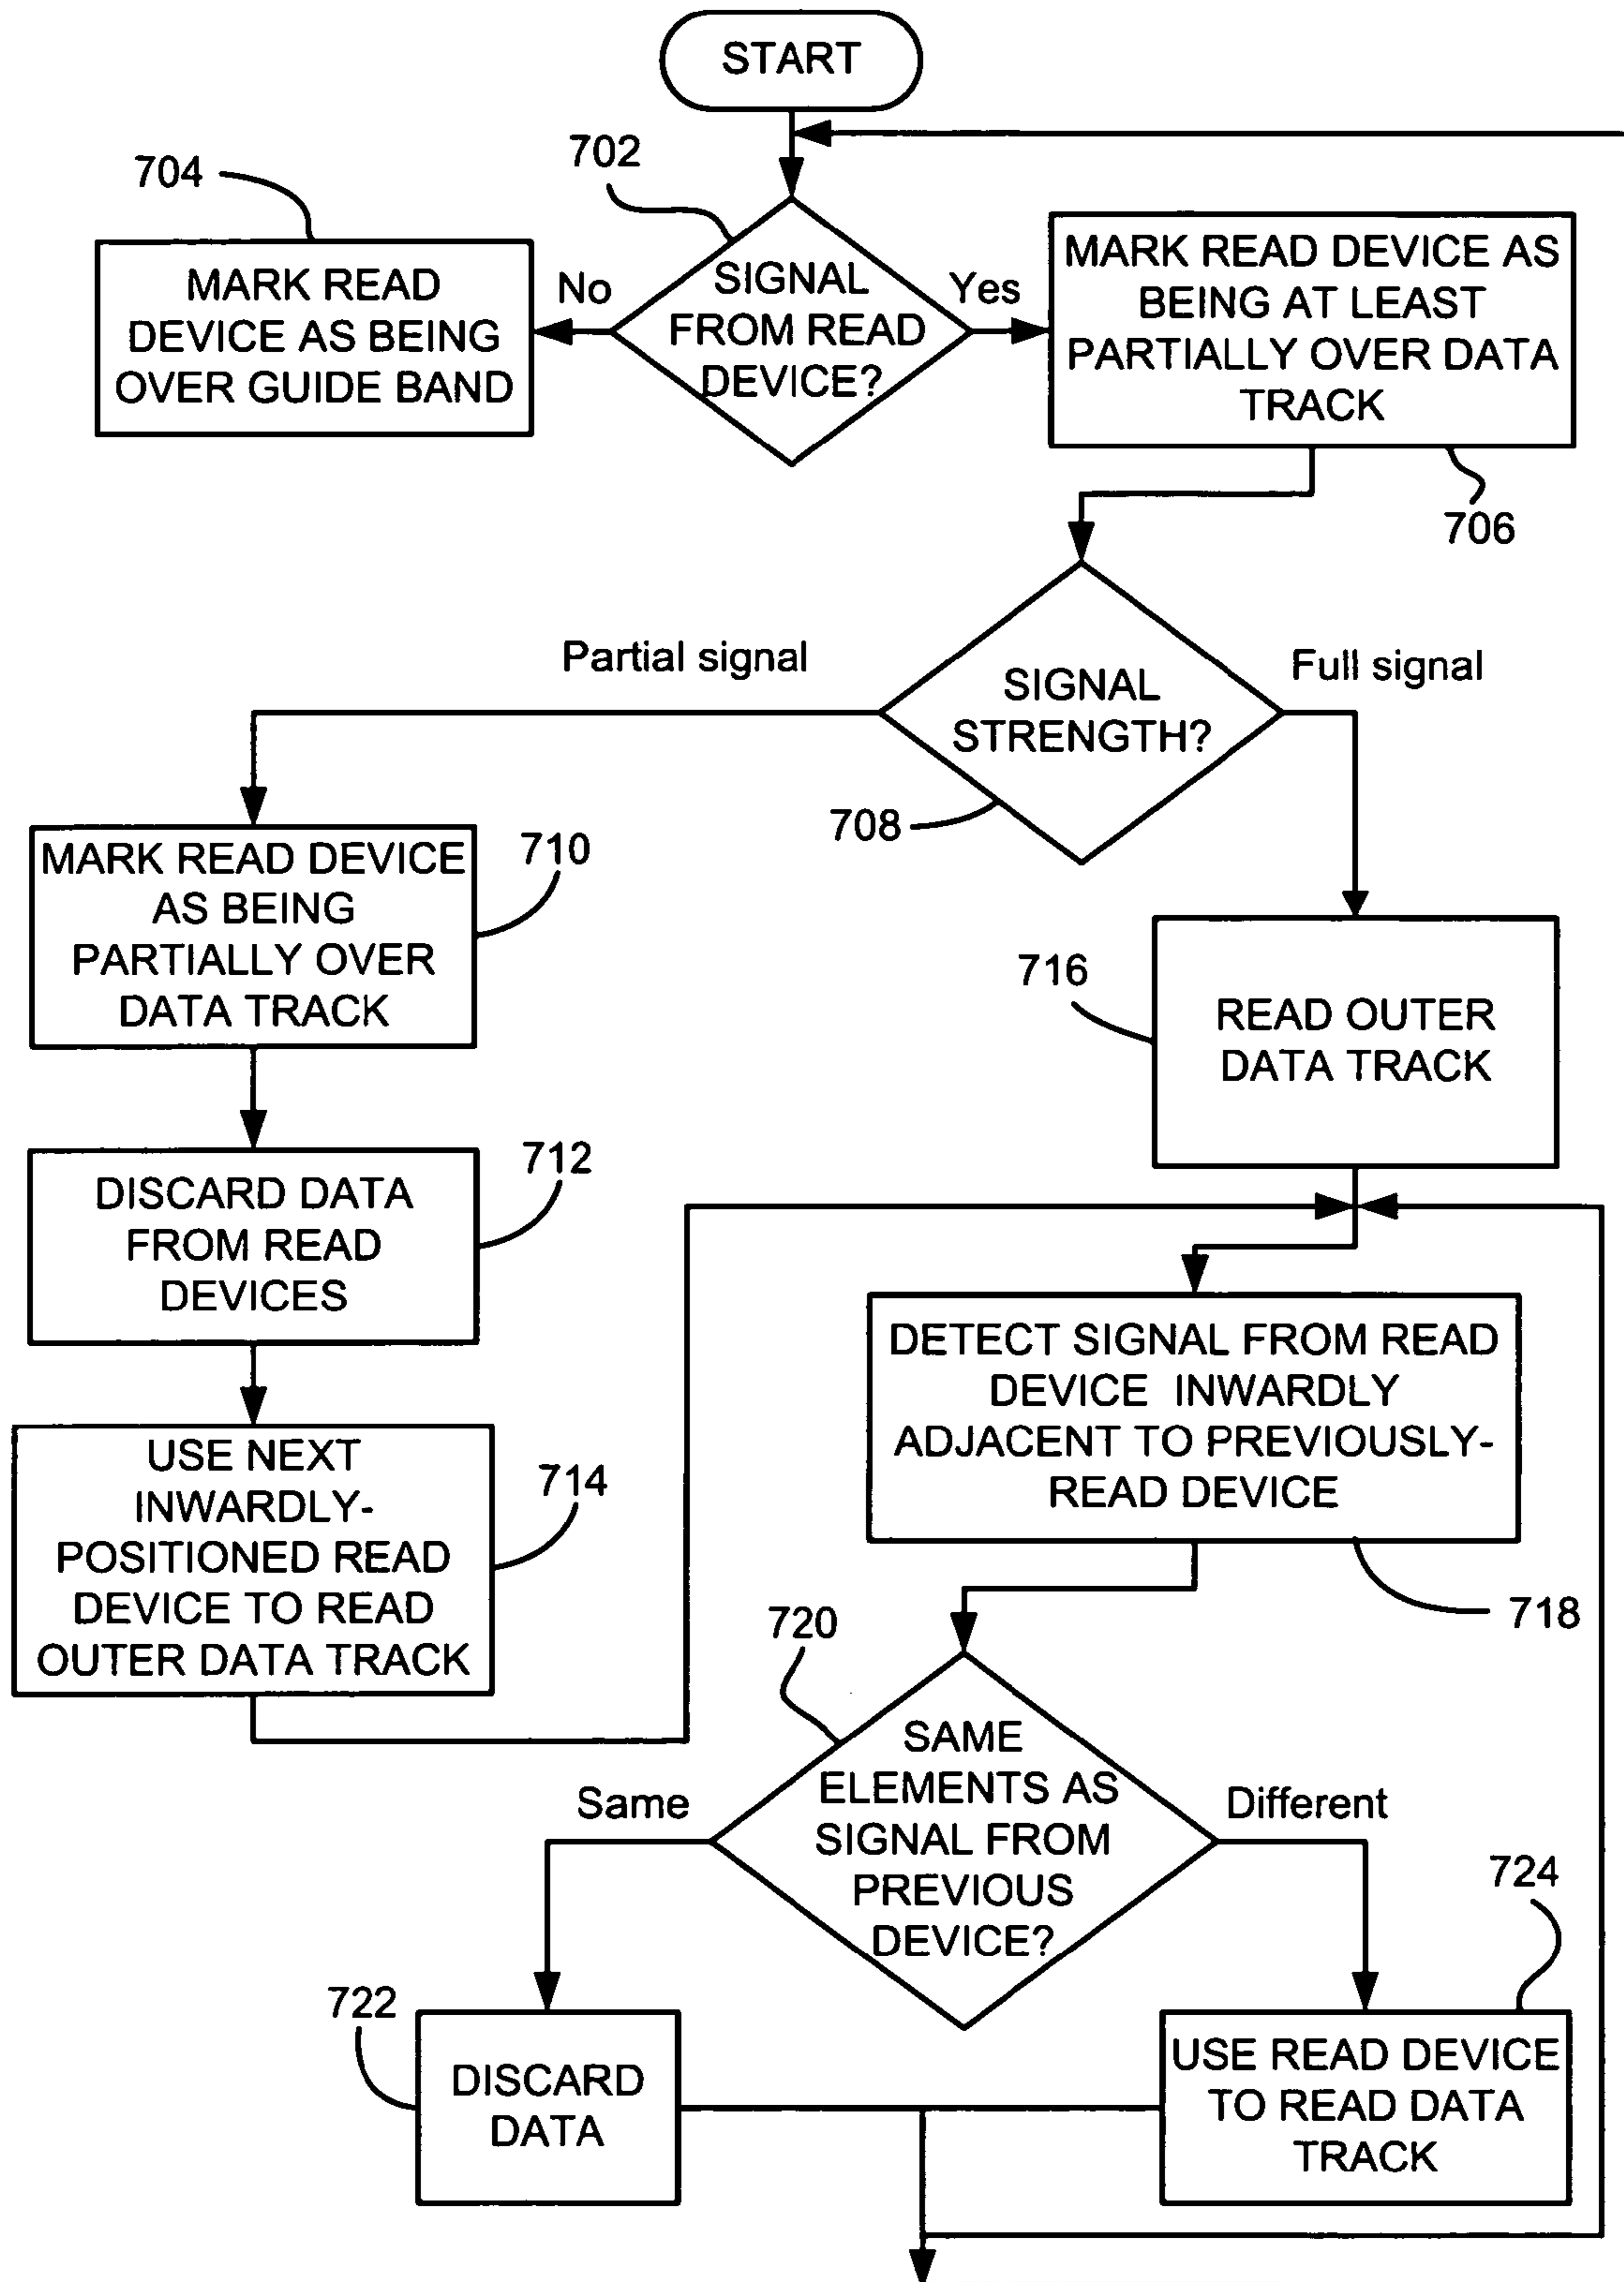 START
702
704
SIGNAL
FROM READ
DEVICE?
No
Yes
MARK READ
DEVICE AS BEING
OVER GUIDE BAND
MARK READ DEVICE AS
BEING AT LEAST
PARTIALLY OVER DATA
TRACK
706
Partial signal
SIGNAL
STRENGTH?
Full signal
708
MARK READ DEVICE
AS BEING
PARTIALLY OVER
DATA TRACK
710
716
READ OUTER
DATA TRACK
DISCARD DATA
FROM READ
DEVICES
712
DETECT SIGNAL FROM READ
DEVICE INWARDLY
ADJACENT TO PREVIOUSLY-
READ DEVICE
718
USE NEXT
INWARDLY-
POSITIONED READ
DEVICE TO READ
OUTER DATA TRACK
714
720
SAME
ELEMENTS AS
SIGNAL FROM
PREVIOUS
DEVICE?
Same
Different
722
DISCARD
DATA
724
USE READ DEVICE
TO READ DATA
TRACK